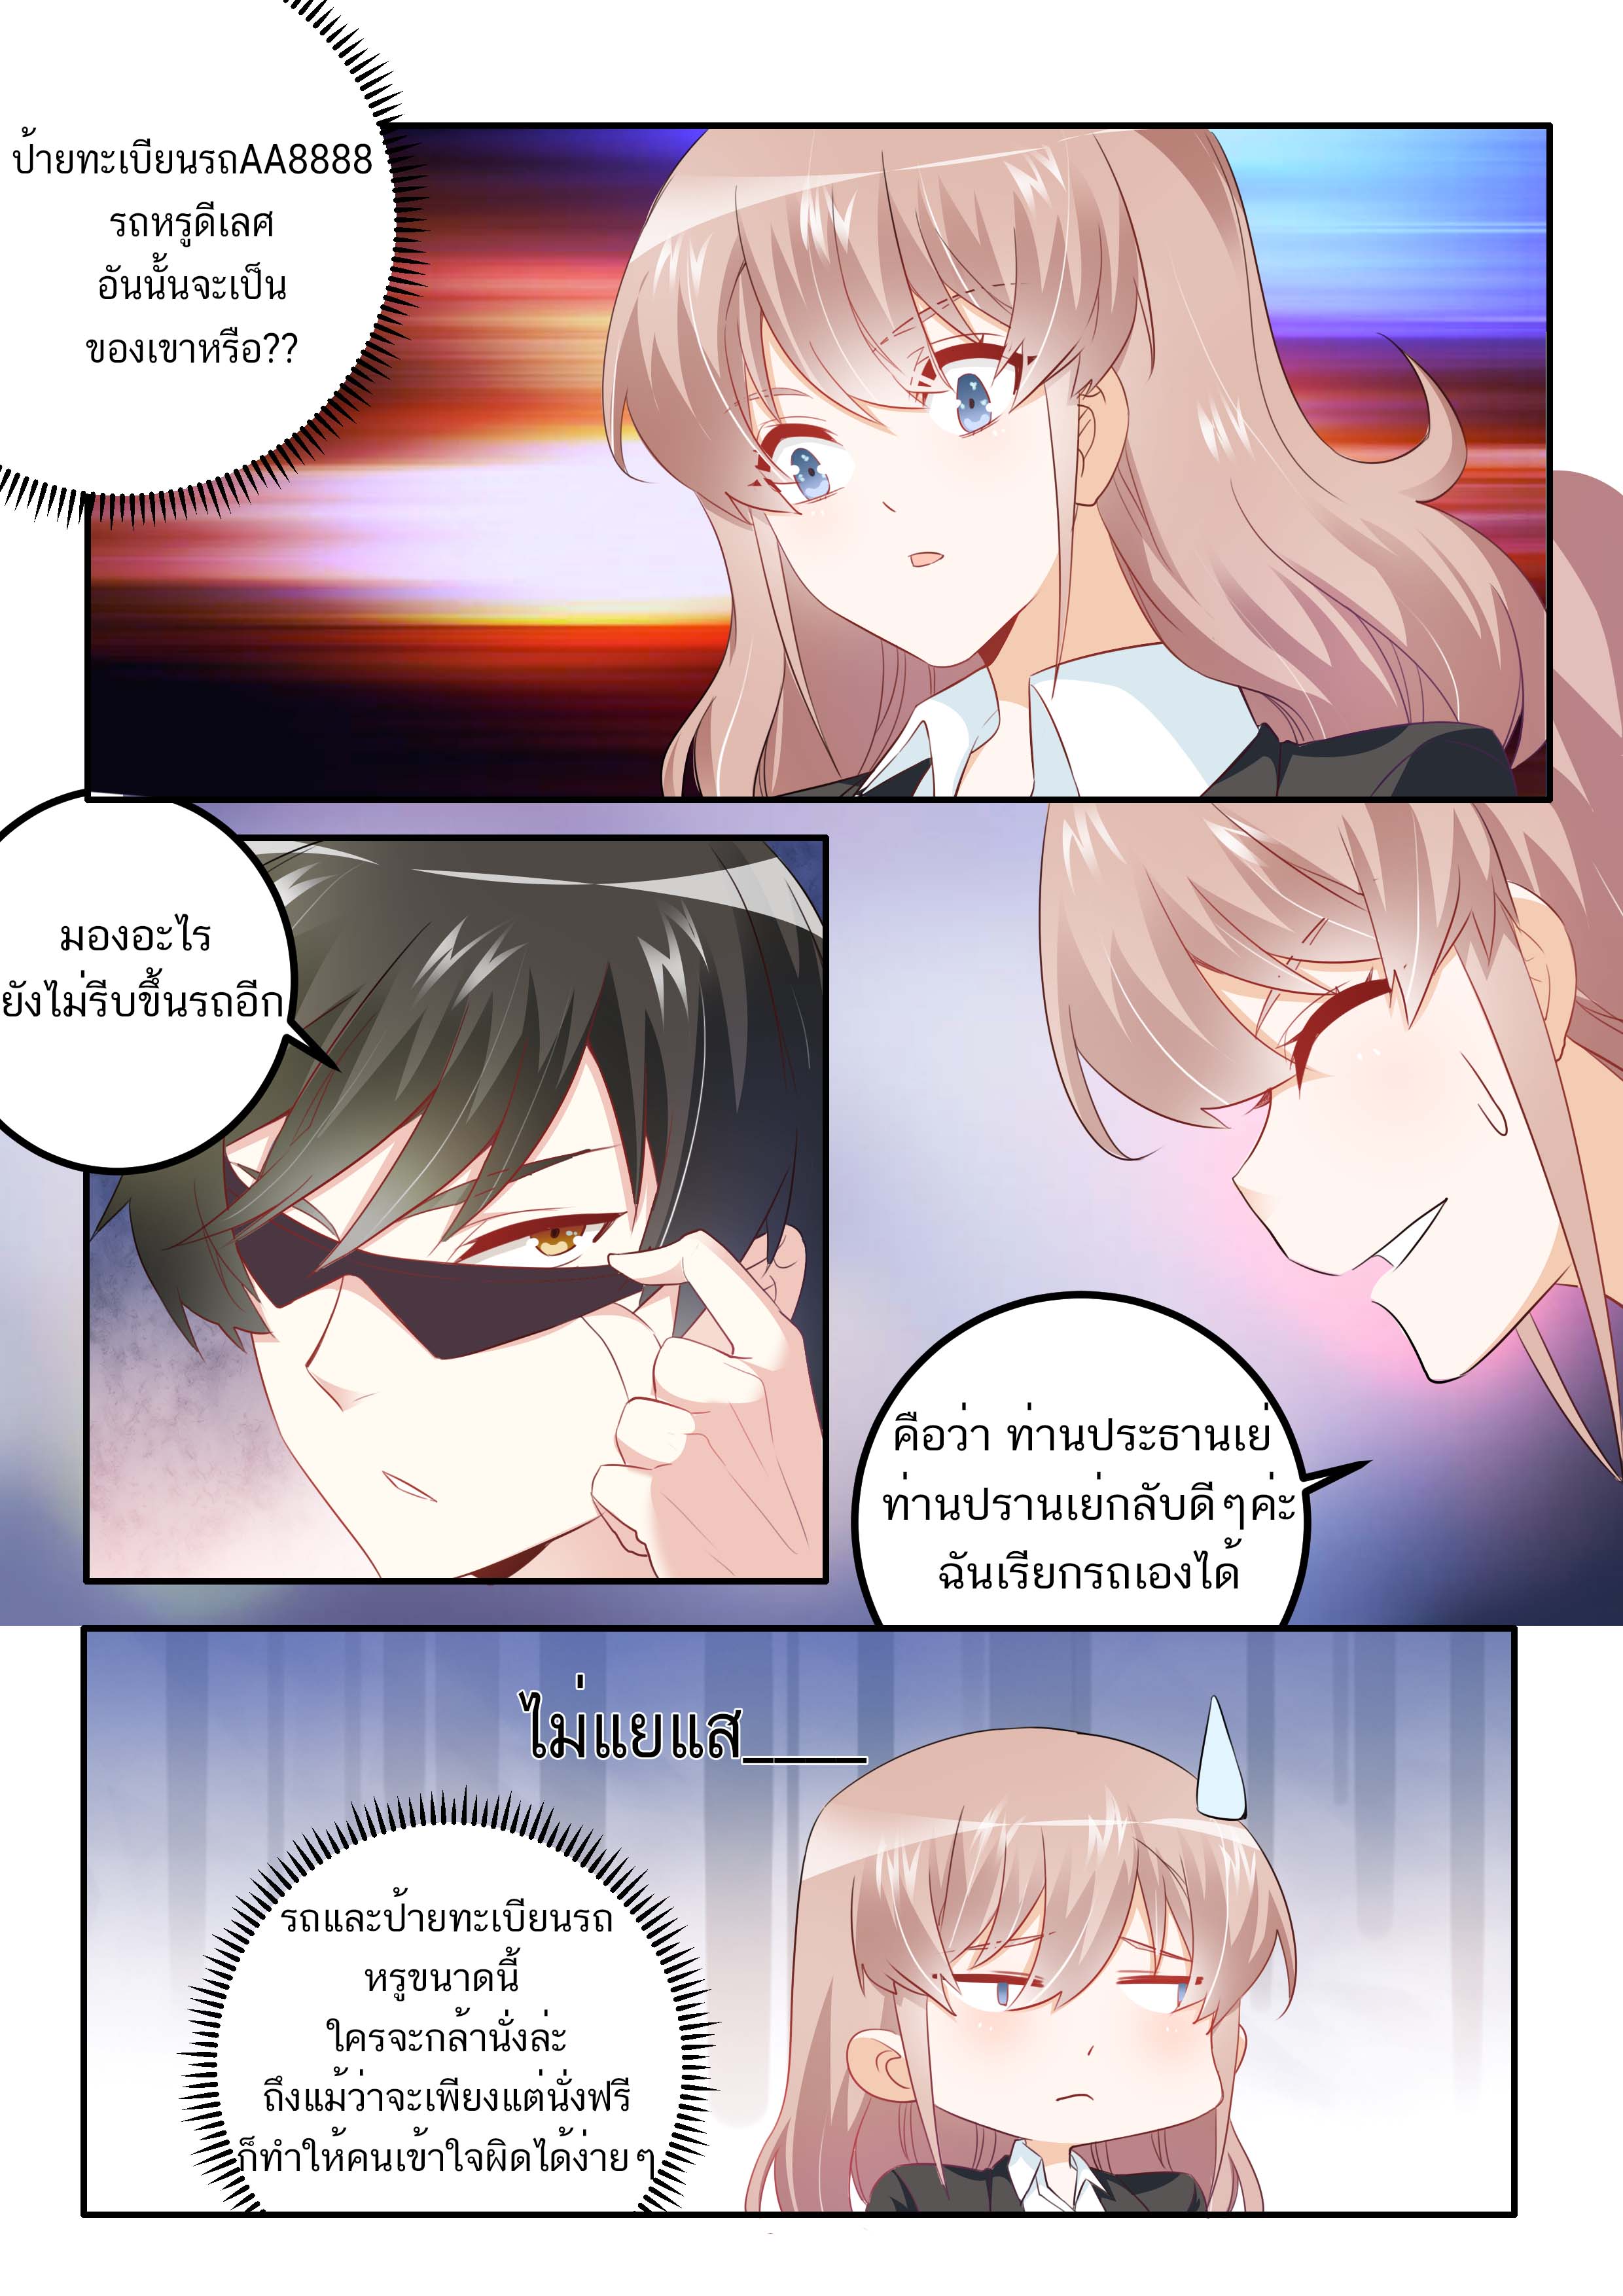 ป้ายทะเบียนรถAA8888
รถหรูดีเลศ
อันนั้นจะเป็น
ของเขาหรือ??
มองอะไร
ยังไม่รีบขึ้นรถอีก
คือว่า ท่านประธานเย่
ท่านปรานเย่กลับดีๆค่ะ
ฉันเรียกรถเองได้
ไม่แยแส____
รถและป้ายทะเบียนรถ
หรูขนาดนี้
ใครจะกล้านั่งล่ะ
ถึงแม้ว่าจะเพียงแต่นั่งฟรี
ก็ทำให้คนเข้าใจผิดได้ง่ายๆ